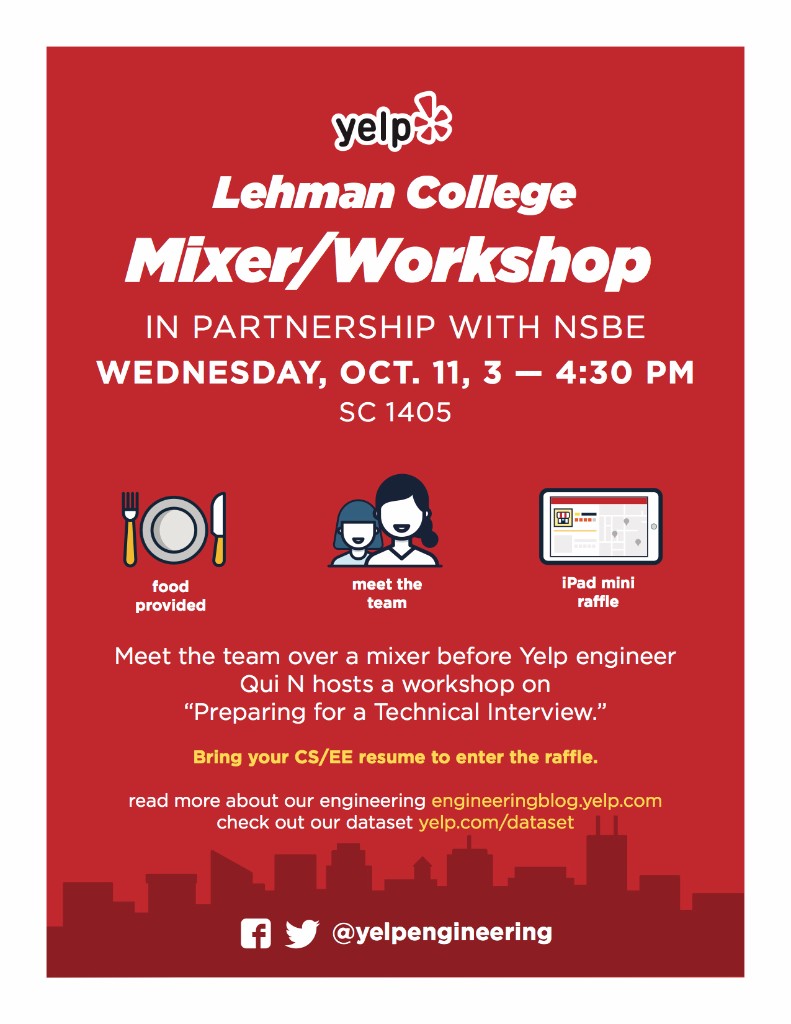 yelp
Lehman College
Mixer/Workshop
IN PARTNERSHIP WITH NSBE
WEDNESDAY, OCT. 11, 3 — 4:30 PM
SC 1405
food
provided
meet the
team
iPad mini
raffle
Meet the team over a mixer before Yelp engineer
Qui N hosts a workshop on
“Preparing for a Technical Interview.”
Bring your CS/EE resume to enter the raffle.
read more about our engineering engineeringblog.yelp.com
check out our dataset yelp.com/dataset
@yelpengineering